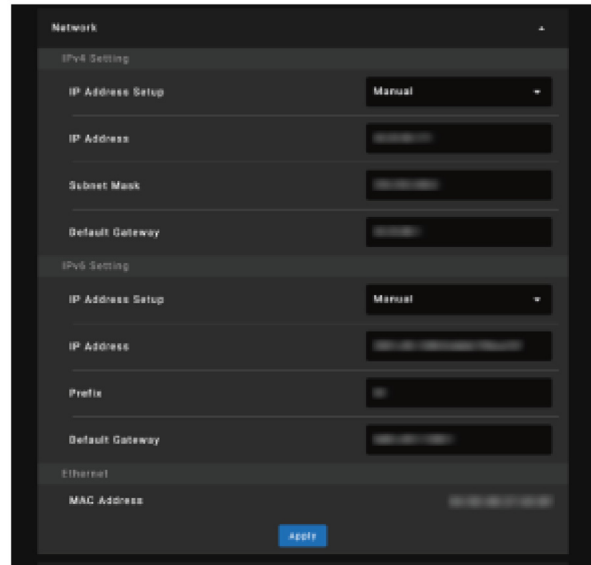 Network
IPv4 Setting
IP Address Setup Manual
IP Address
Subnet Mask
Default Gateway
IPv6 Setting
IP Address Setup Manual
IP Address
Prefix
Default Gateway
Ethernet
MAC Address
Apply